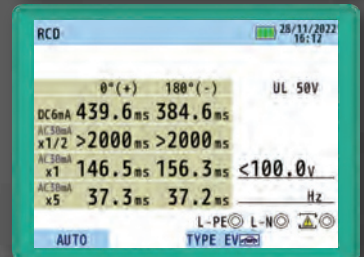 RCD 28/11/2022
16:12
0°(+) 180°(-) UL 50V
DC6mA 439.6ms 384.6ms
AC30mA
x1/2 >2000ms >2000ms
AC30mA
x1 146.5ms 156.3ms <100.0V
AC30mA
x5 37.3ms 37.2ms Hz
L-PE L-N
AUTO TYPE EV